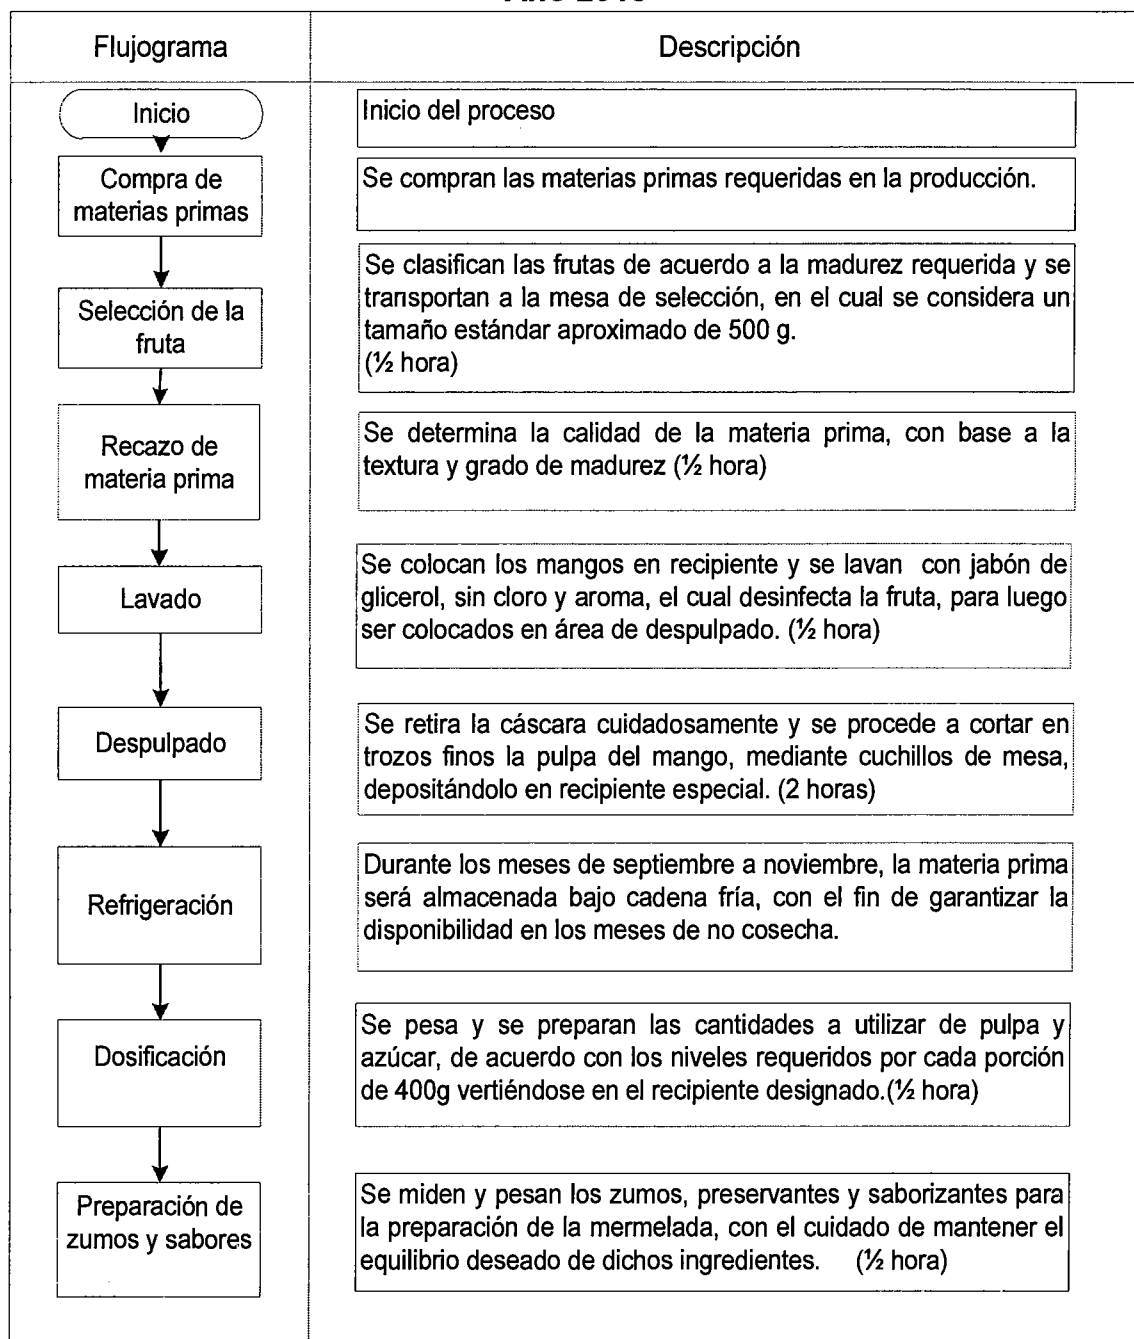 Flujograma
Descripción
Inicio
Inicio del proceso
Compra de
materias primas
Se compran las materias primas requeridas en la producción.
Selección de la
fruta
Se clasifican las frutas de acuerdo a la madurez requerida y se
transportan a la mesa de selección, en el cual se considera un
tamaño estándar aproximado de 500 g.
(½ hora)
Recazo de
materia prima
Se determina la calidad de la materia prima, con base a la
textura y grado de madurez (½ hora)
Lavado
Se colocan los mangos en recipiente y se lavan con jabón de
glicerol, sin cloro y aroma, el cual desinfecta la fruta, para luego
ser colocados en área de despulpado. (½ hora)
Despulpado
Se retira la cáscara cuidadosamente y se procede a cortar en
trozos finos la pulpa del mango, mediante cuchillos de mesa,
depositándolo en recipiente especial. (2 horas)
Refrigeración
Durante los meses de septiembre a noviembre, la materia prima
será almacenada bajo cadena fría, con el fin de garantizar la
disponibilidad en los meses de no cosecha.
Dosificación
Se pesa y se preparan las cantidades a utilizar de pulpa y
azúcar, de acuerdo con los niveles requeridos por cada porción
de 400g vertiéndose en el recipiente designado.(½ hora)
Preparación de
zumos y sabores
Se miden y pesan los zumos, preservantes y saborizantes para
la preparación de la mermelada, con el cuidado de mantener el
equilibrio deseado de dichos ingredientes. (½ hora)